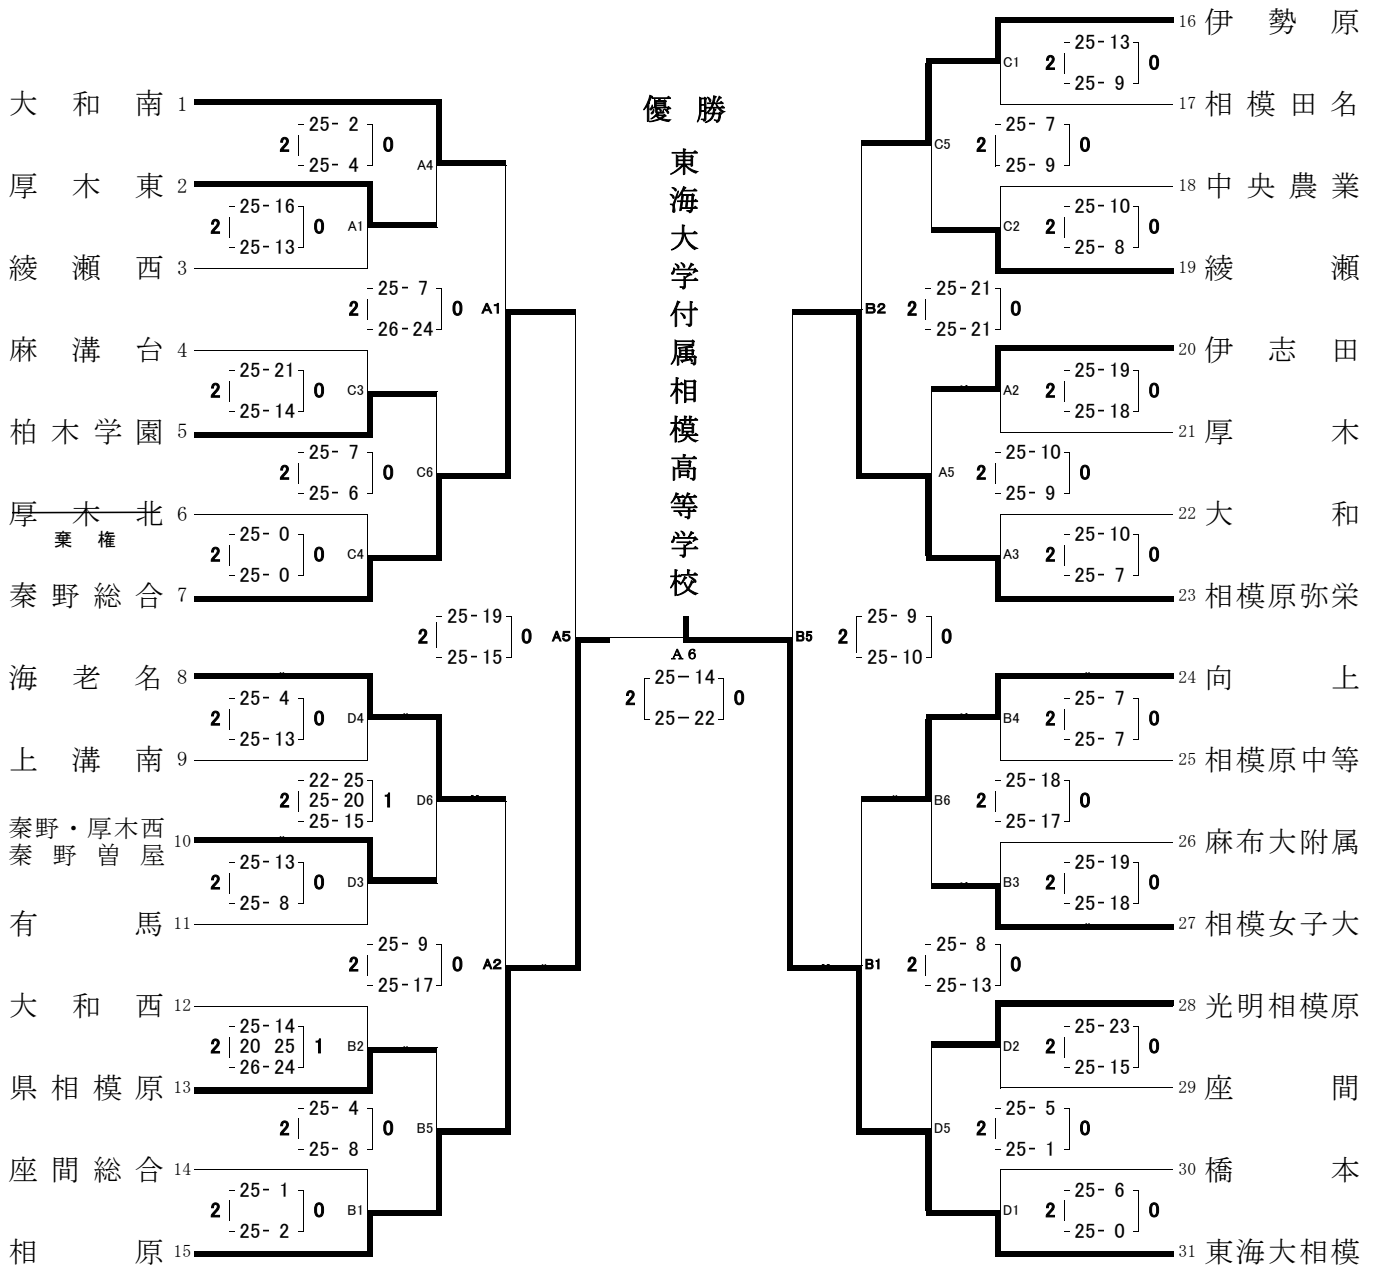 優勝
東海大学付属相模高等学校
大和南 1
25- 2
2 0 A4
25- 4
厚木東 2
25-16
2 0 A1
25-13
綾瀬西 3
25- 7
2 0 A1
26-24
麻溝台 4
25-21
2 0 C3
25-14
柏木学園 5
25- 7
2 0 C6
25- 6
厚木北 6
棄権
25- 0
2 0 C4
25- 0
秦野総合 7
25-19
2 0 A5
25-15
海老名 8
25- 4
2 0 D4
25-13
上溝南 9
22-25
2 25-20 1 D6
25-15
秦野・厚木西
秦野曽屋 10
25-13
2 0 D3
25- 8
有馬 11
25- 9
2 0 A2
25-17
大和西 12
25-14
2 20 25 1 B2
26-24
県相模原 13
25- 4
2 0 B5
25- 8
座間総合 14
25- 1
2 0 B1
25- 2
相原 15
A6
25-14
2 0
25-22
16 伊勢原
25-13
C1 2 0
25- 9
17 相模田名
25- 7
C5 2 0
25- 9
18 中央農業
25-10
C2 2 0
25- 8
19 綾瀬
25-21
B2 2 0
25-21
20 伊志田
25-19
A2 2 0
25-18
21 厚木
25-10
A5 2 0
25- 9
22 大和
25-10
A3 2 0
25- 7
23 相模原弥栄
25- 9
B5 2 0
25-10
24 向上
25- 7
B4 2 0
25- 7
25 相模原中等
25-18
B6 2 0
25-17
26 麻布大附属
25-19
B3 2 0
25-18
27 相模女子大
25- 8
B1 2 0
25-13
28 光明相模原
25-23
D2 2 0
25-15
29 座間
25- 5
D5 2 0
25- 1
30 橋本
25- 6
D1 2 0
25- 0
31 東海大相模